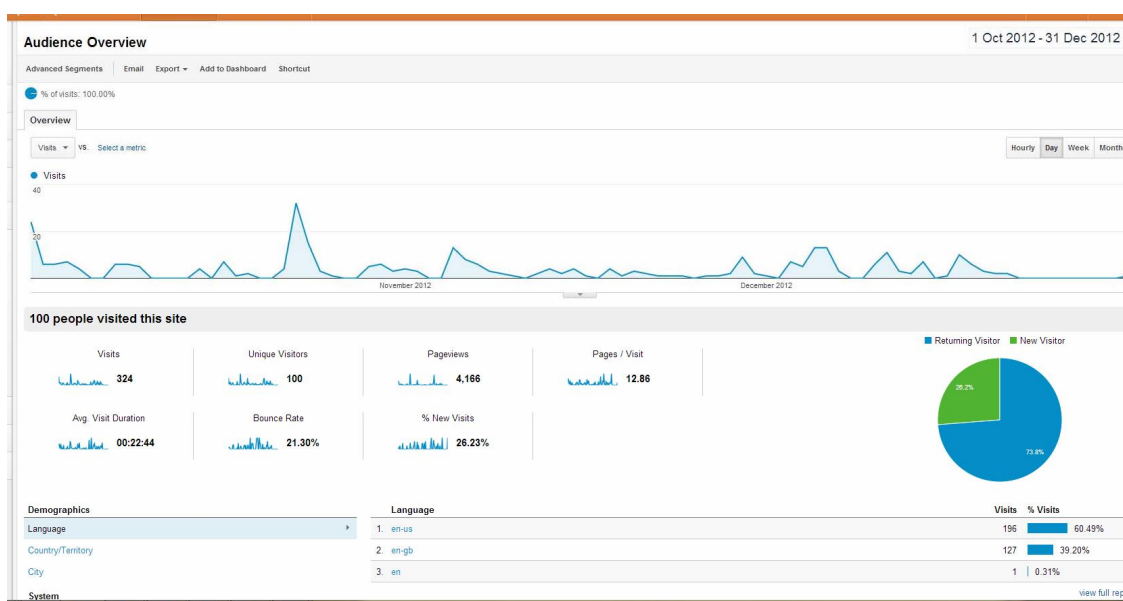 Audience Overview
1 Oct 2012 - 31 Dec 2012
Advanced Segments Email Export Add to Dashboard Shortcut
% of visits: 100.00%
Overview
Visits VS. Select a metric
Hourly Day Week Month
Visits
40
20
November 2012 December 2012
100 people visited this site
Returning Visitor New Visitor
Visits Unique Visitors Pageviews Pages / Visit
324 100 4,166 12.86
26.2%
Avg. Visit Duration Bounce Rate % New Visits
00:22:44 21.30% 26.23%
73.8%
Demographics Language Visits % Visits
Language 1. en-us 196 60.49%
Country/Territory 2. en-gb 127 39.20%
City 3. en 1 0.31%
System view full rep